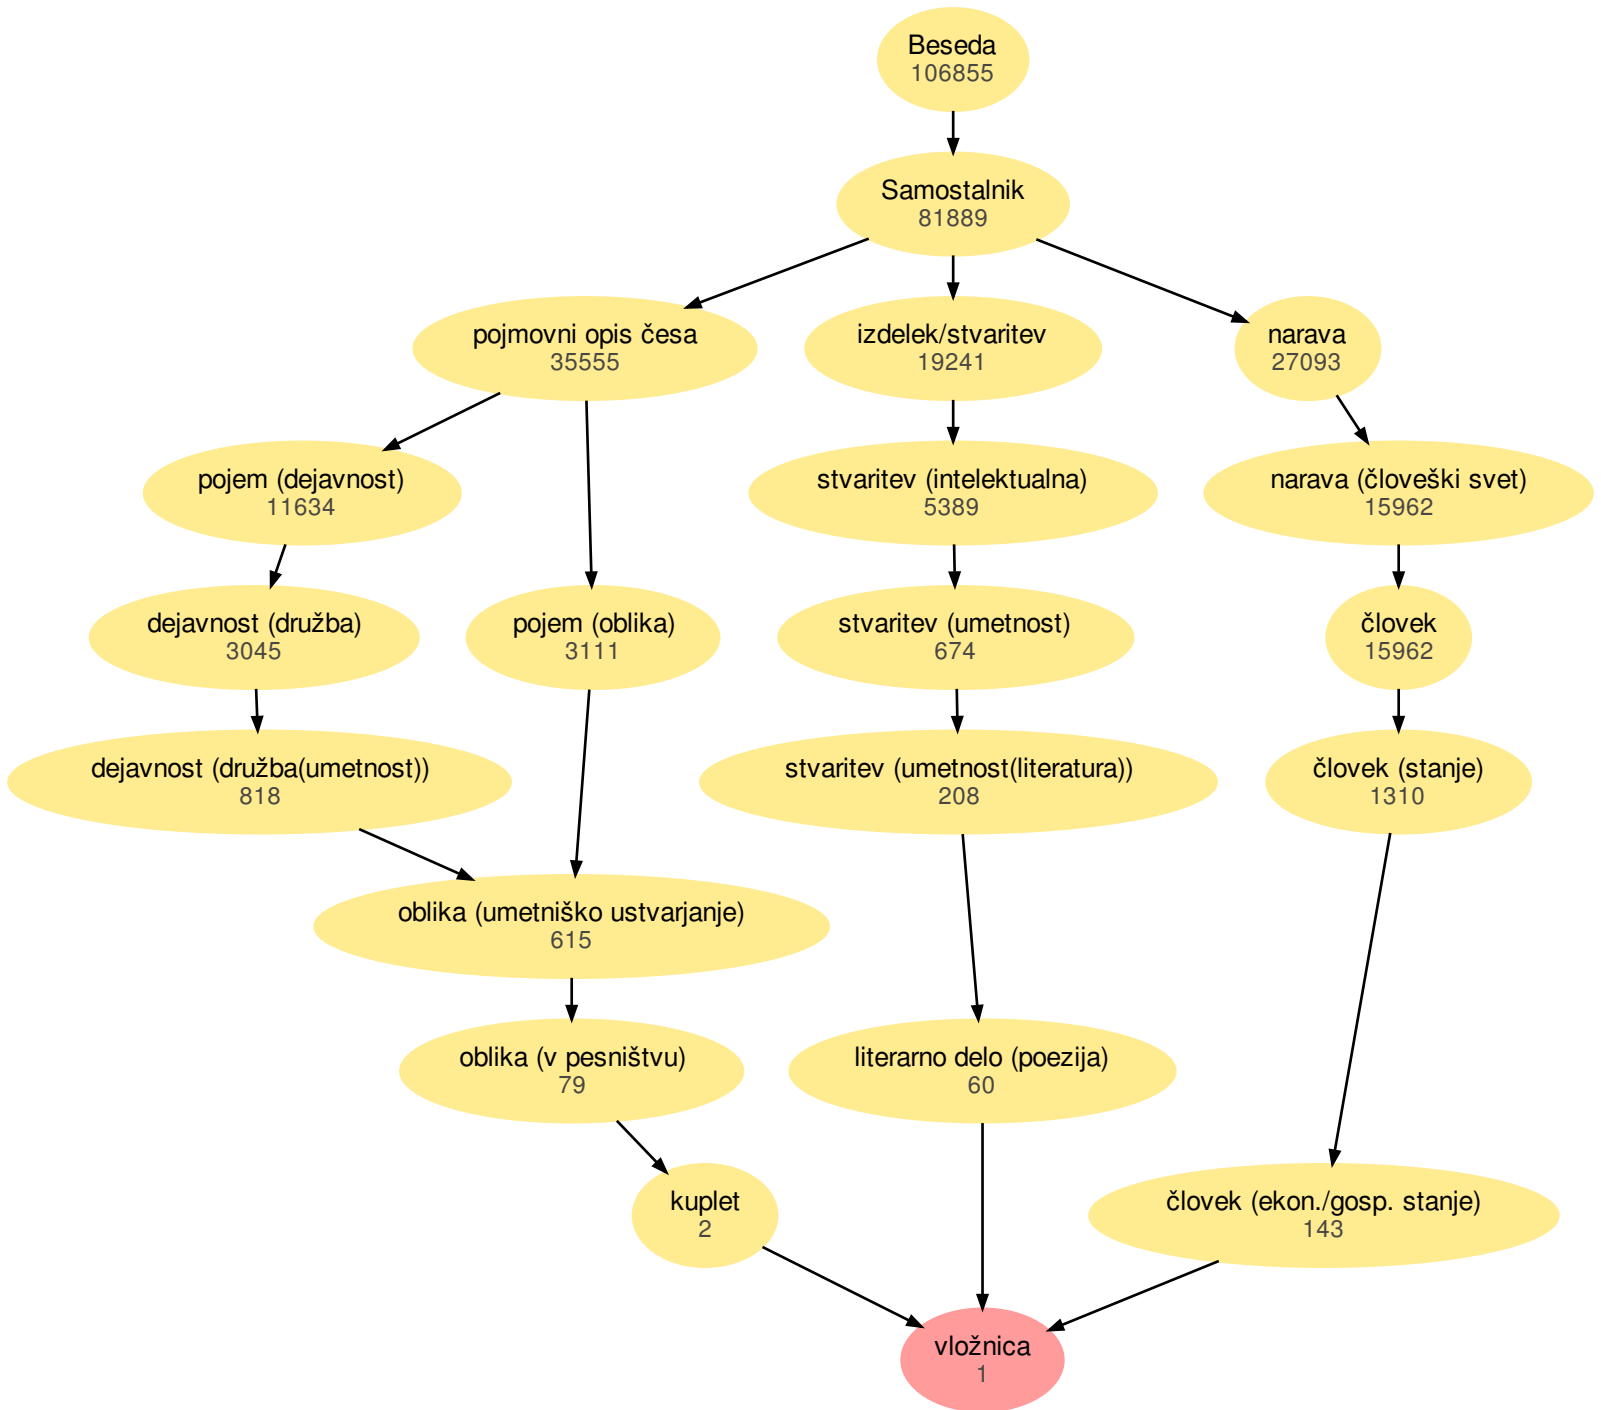 Beseda
106855
Samostalnik
81889
pojmovni opis česa
35555
izdelek/stvaritev
19241
narava
27093
pojem (dejavnost)
11634
stvaritev (intelektualna)
5389
narava (človeški svet)
15962
dejavnost (družba)
3045
pojem (oblika)
3111
stvaritev (umetnost)
674
človek
15962
dejavnost (družba(umetnost))
818
stvaritev (umetnost(literatura))
208
človek (stanje)
1310
oblika (umetniško ustvarjanje)
615
oblika (v pesništvu)
79
literarno delo (poezija)
60
kuplet
2
človek (ekon./gosp. stanje)
143
vložnica
1